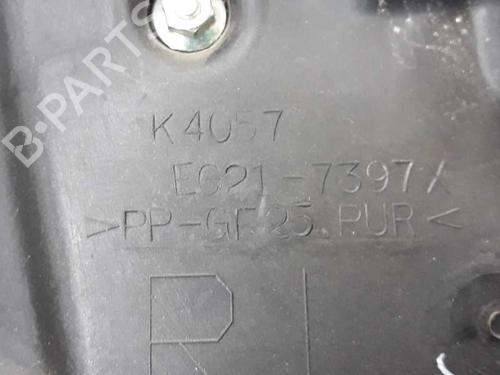 B-PARTS
K4057
EG21-7397X
>PP-GF25.PUR<
R